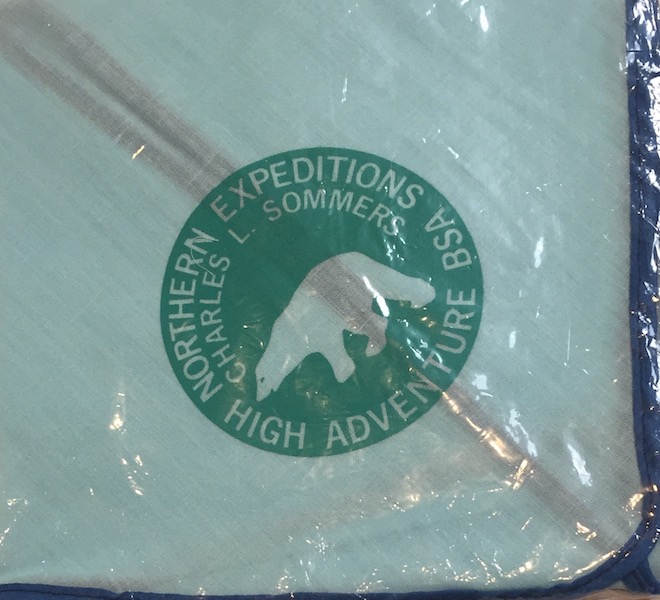 NORTHERN EXPEDITIONS BSA
CHARLES L. SOMMERS
HIGH ADVENTURE